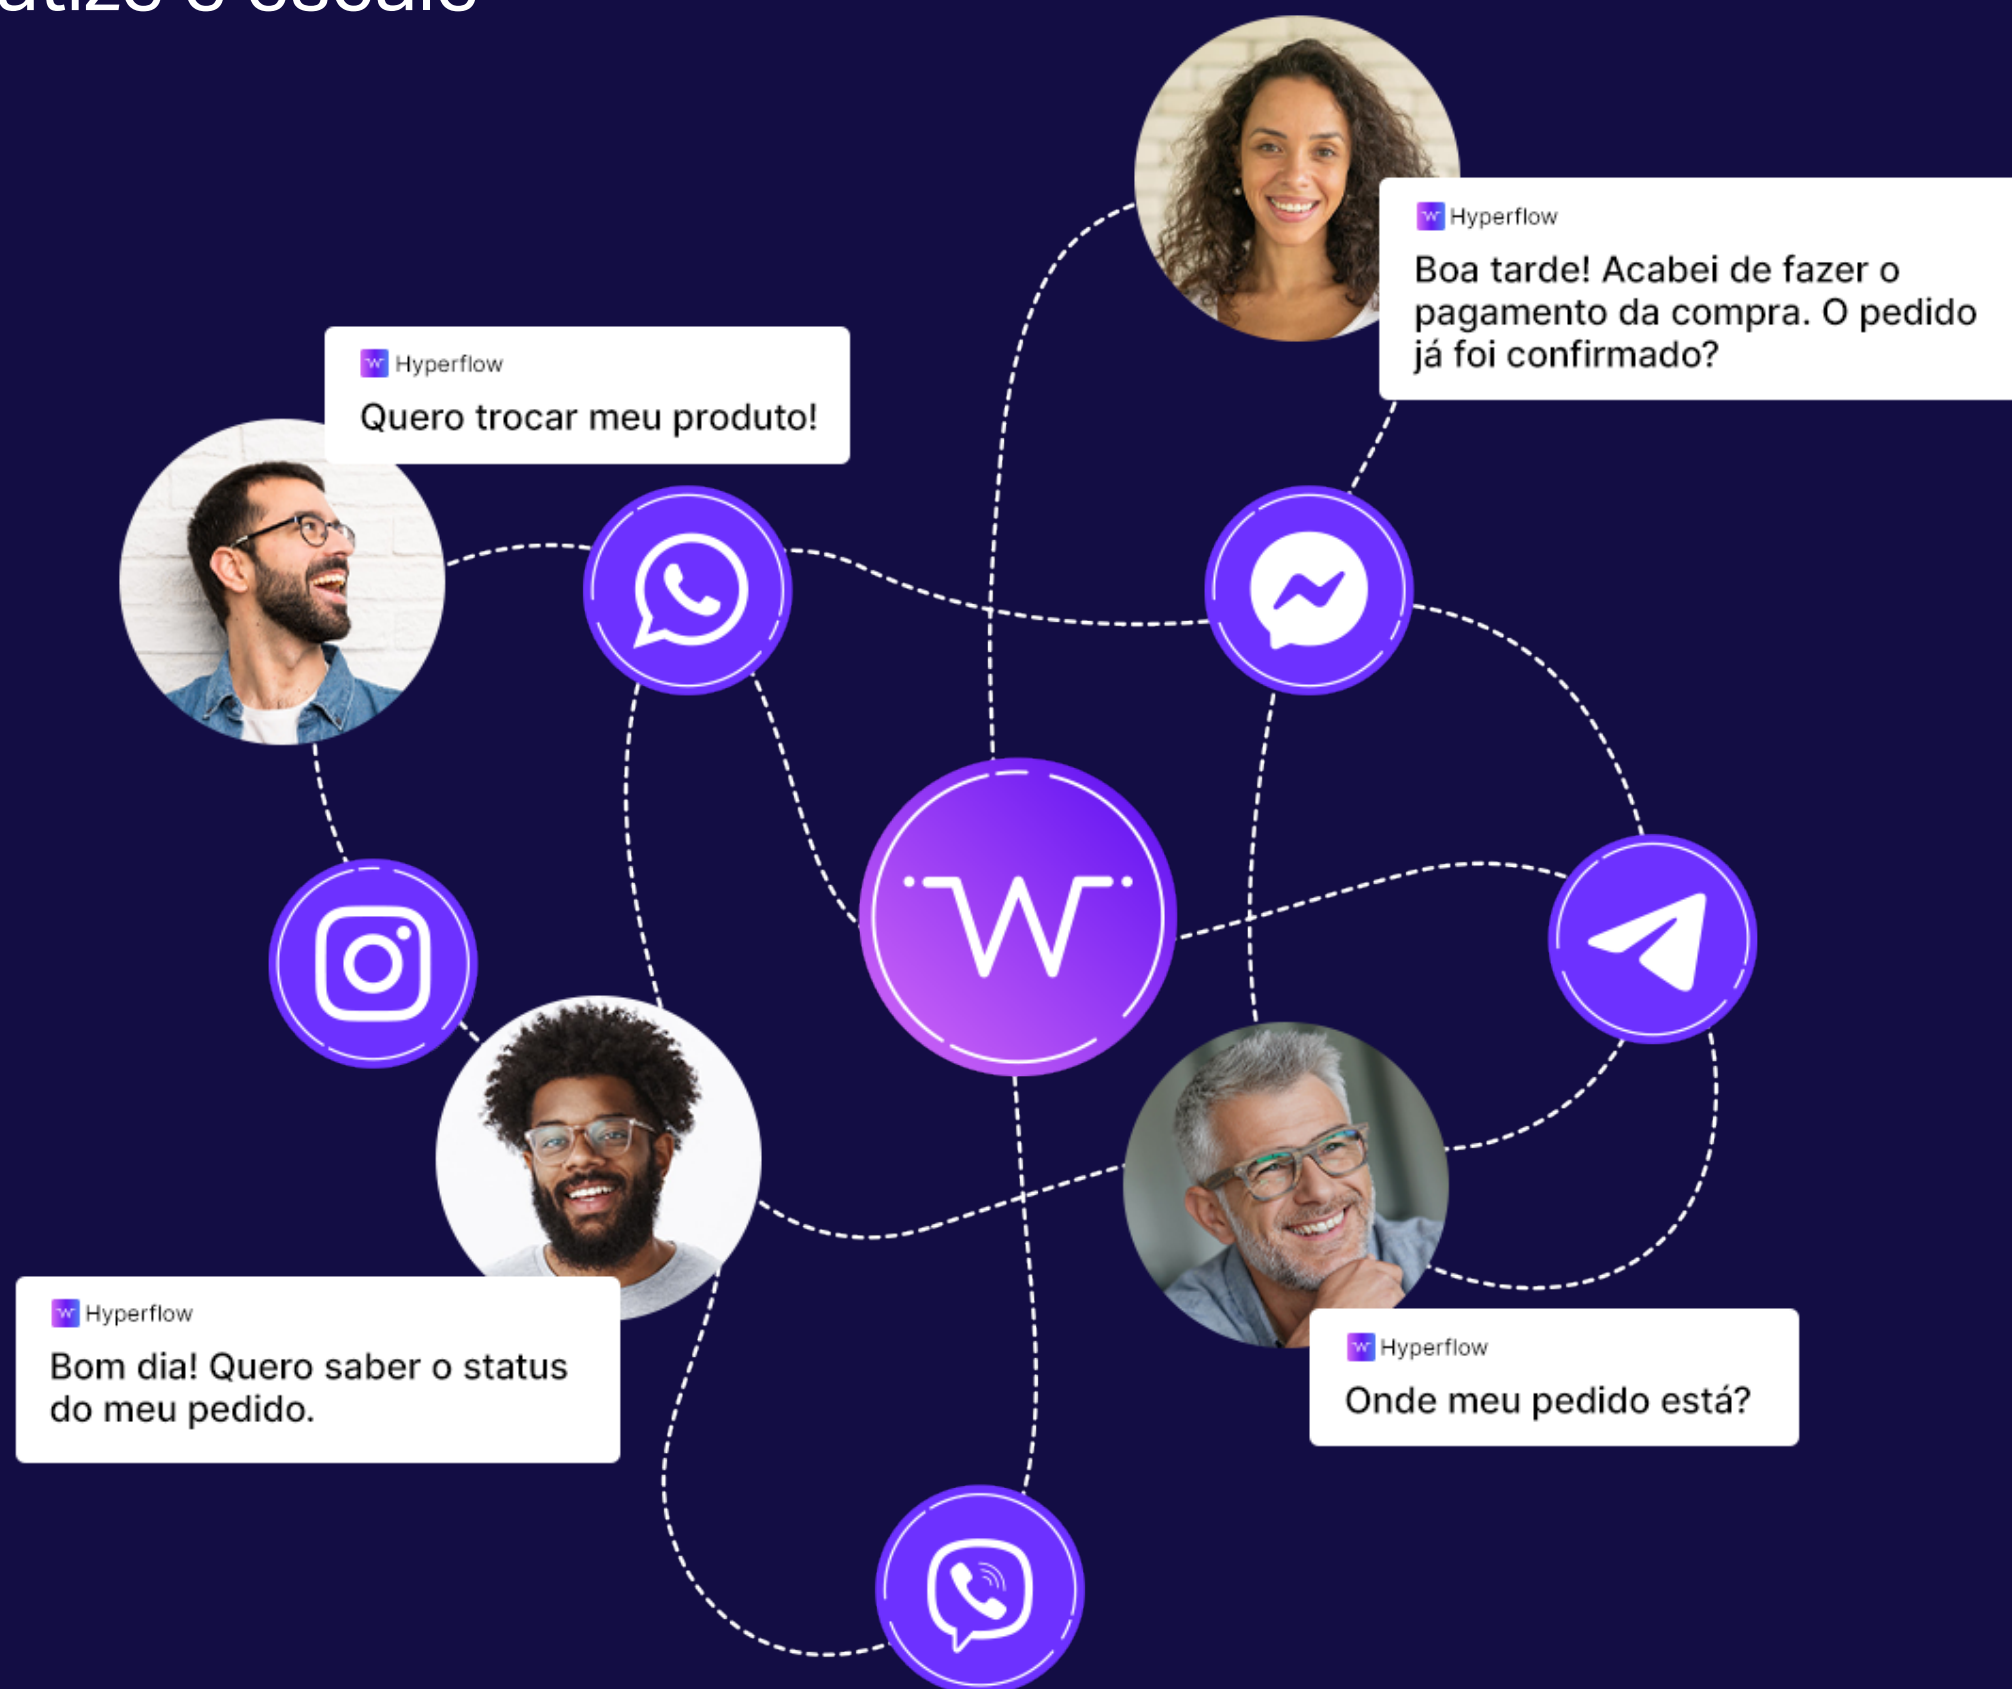 Hyperflow
Boa tarde! Acabei de fazer o
pagamento da compra. O pedido
já foi confirmado?
Hyperflow
Quero trocar meu produto!
W
Hyperflow
Bom dia! Quero saber o status
do meu pedido.
Hyperflow
Onde meu pedido está?